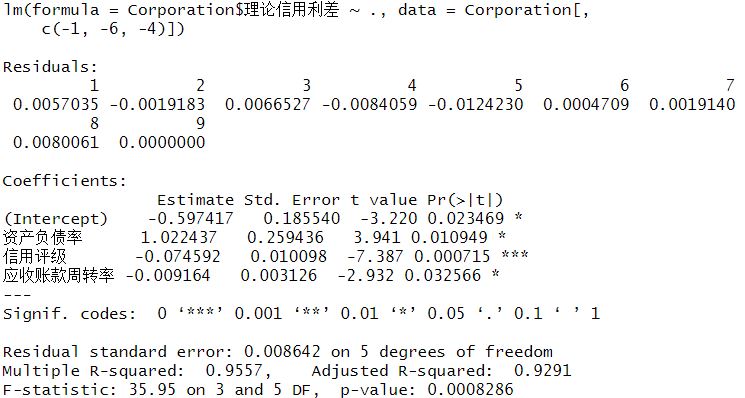 lm(formula = Corporation$理论信用利差 ~ ., data = Corporation[,
    c(-1, -6, -4)])
Residuals:
1 2 3 4 5 6 7
0.0057035 -0.0019183 0.0066527 -0.0084059 -0.0124230 0.0004709 0.0019140
8 9
0.0080061 0.0000000
Coefficients:
Estimate Std. Error t value Pr(>|t|)
(Intercept) -0.597417 0.185540 -3.220 0.023469 *
资产负债率 1.022437 0.259436 3.941 0.010949 *
信用评级 -0.074592 0.010098 -7.387 0.000715 ***
应收账款周转率 -0.009164 0.003126 -2.932 0.032566 *
---
Signif. codes: 0 ‘***’ 0.001 ‘**’ 0.01 ‘*’ 0.05 ‘.’ 0.1 ‘ ’ 1
Residual standard error: 0.008642 on 5 degrees of freedom
Multiple R-squared: 0.9557, Adjusted R-squared: 0.9291
F-statistic: 35.95 on 3 and 5 DF, p-value: 0.0008286